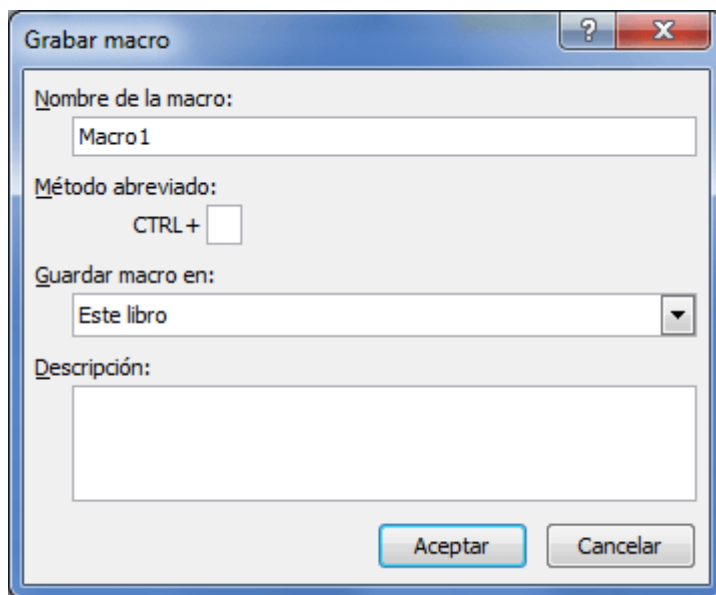 Grabar macro
Nombre de la macro:
Macro1
Método abreviado:
CTRL+
Guardar macro en:
Este libro
Descripción:
Aceptar
Cancelar